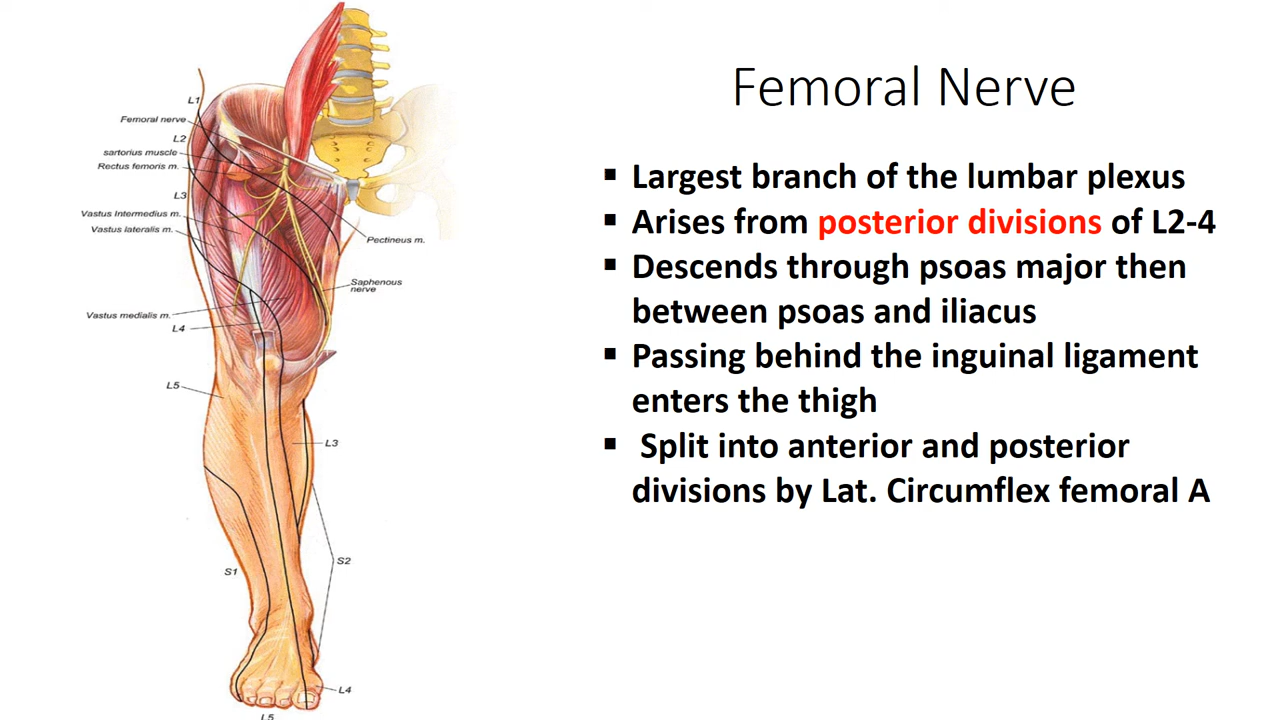 Femoral Nerve
▪ Largest branch of the lumbar plexus
▪ Arises from posterior divisions of L2-4
▪ Descends through psoas major then
between psoas and iliacus
▪ Passing behind the inguinal ligament
enters the thigh
▪ Split into anterior and posterior
divisions by Lat. Circumflex femoral A
L1
Femoral nerve
L2
sartorius muscle
Rectus femoris m.
L3
Vastus Intermedius m.
Vastus lateralis m.
Pectineus m.
Saphenous
nerve
Vastus medialis m.
L4
L5
L3
S2
S1
L4
L5